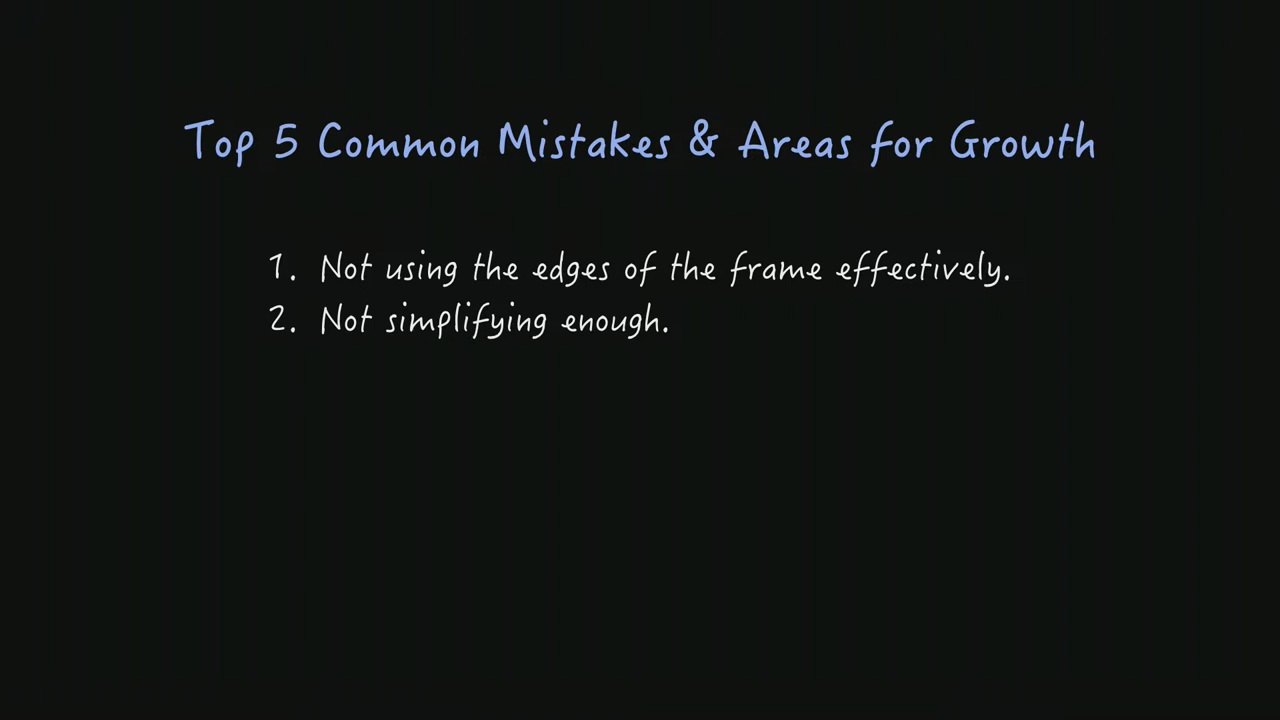 Top 5 Common Mistakes & Areas for Growth
1. Not using the edges of the frame effectively.
2. Not simplifying enough.